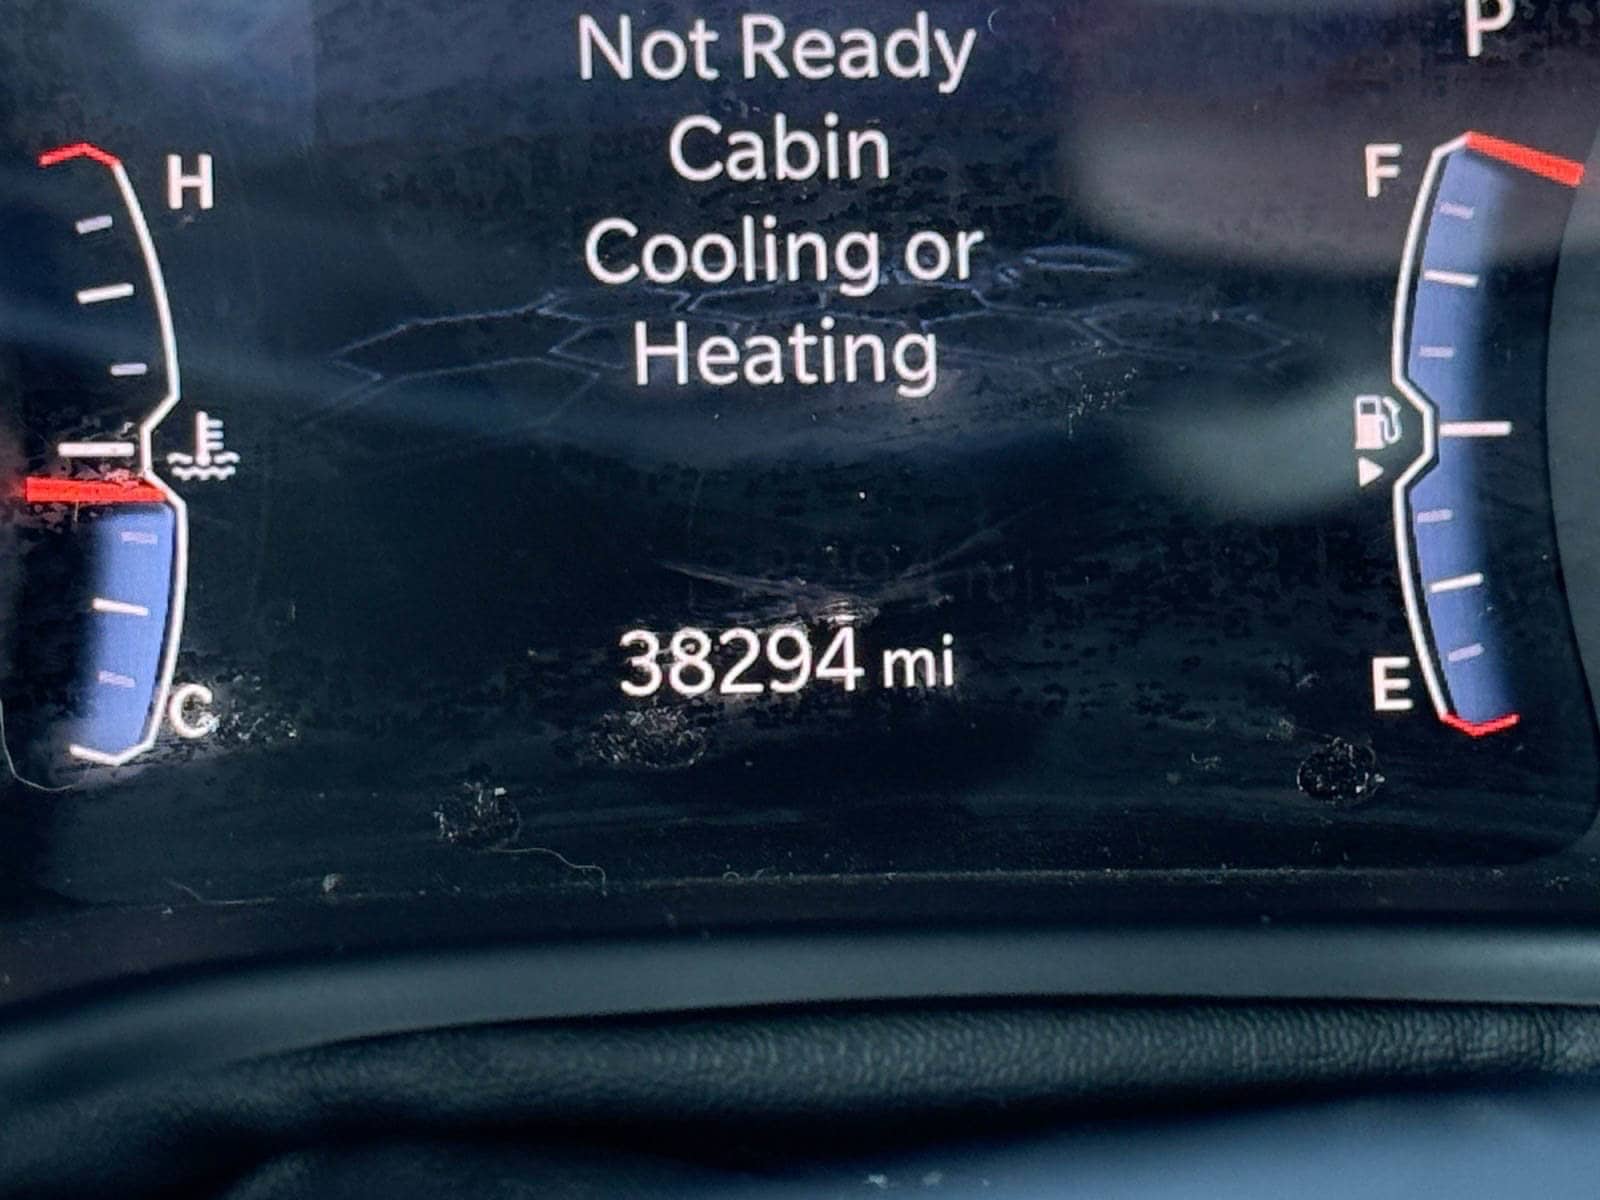 P
Not Ready
Cabin
Cooling or
Heating
H
F
C
E
38294 mi